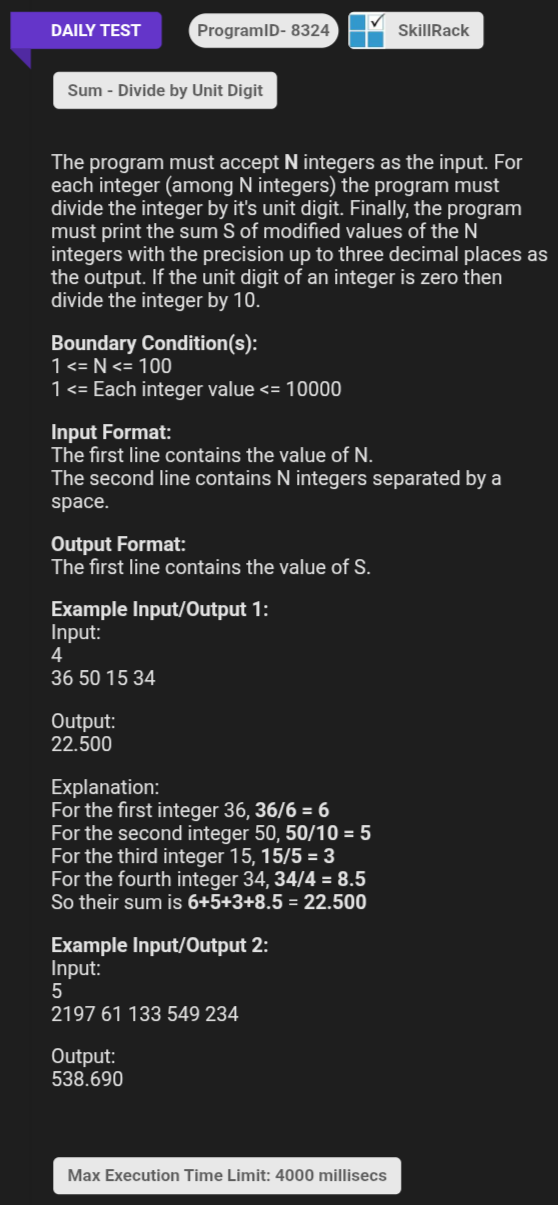 DAILY TEST
ProgramID- 8324
SkillRack
Sum - Divide by Unit Digit
The program must accept N integers as the input. For
each integer (among N integers) the program must
divide the integer by it's unit digit. Finally, the program
must print the sum S of modified values of the N
integers with the precision up to three decimal places as
the output. If the unit digit of an integer is zero then
divide the integer by 10.
Boundary Condition(s):
1 <= N <= 100
1 <= Each integer value <= 10000
Input Format:
The first line contains the value of N.
The second line contains N integers separated by a
space.
Output Format:
The first line contains the value of S.
Example Input/Output 1:
Input:
4
36 50 15 34
Output:
22.500
Explanation:
For the first integer 36, 36/6 = 6
For the second integer 50, 50/10 = 5
For the third integer 15, 15/5 = 3
For the fourth integer 34, 34/4 = 8.5
So their sum is 6+5+3+8.5 = 22.500
Example Input/Output 2:
Input:
5
2197 61 133 549 234
Output:
538.690
Max Execution Time Limit: 4000 millisecs